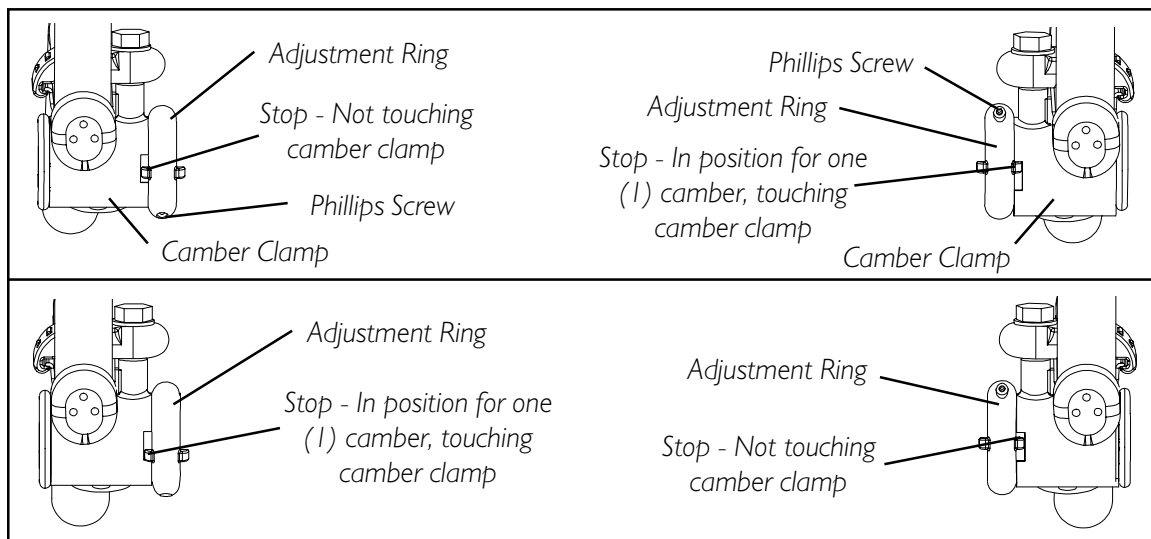 Adjustment Ring
Stop - Not touching
camber clamp
Phillips Screw
Camber Clamp
Phillips Screw
Adjustment Ring
Stop - In position for one
(1) camber, touching
camber clamp
Camber Clamp
Adjustment Ring
Stop - In position for one
(1) camber, touching
camber clamp
Adjustment Ring
Stop - Not touching
camber clamp